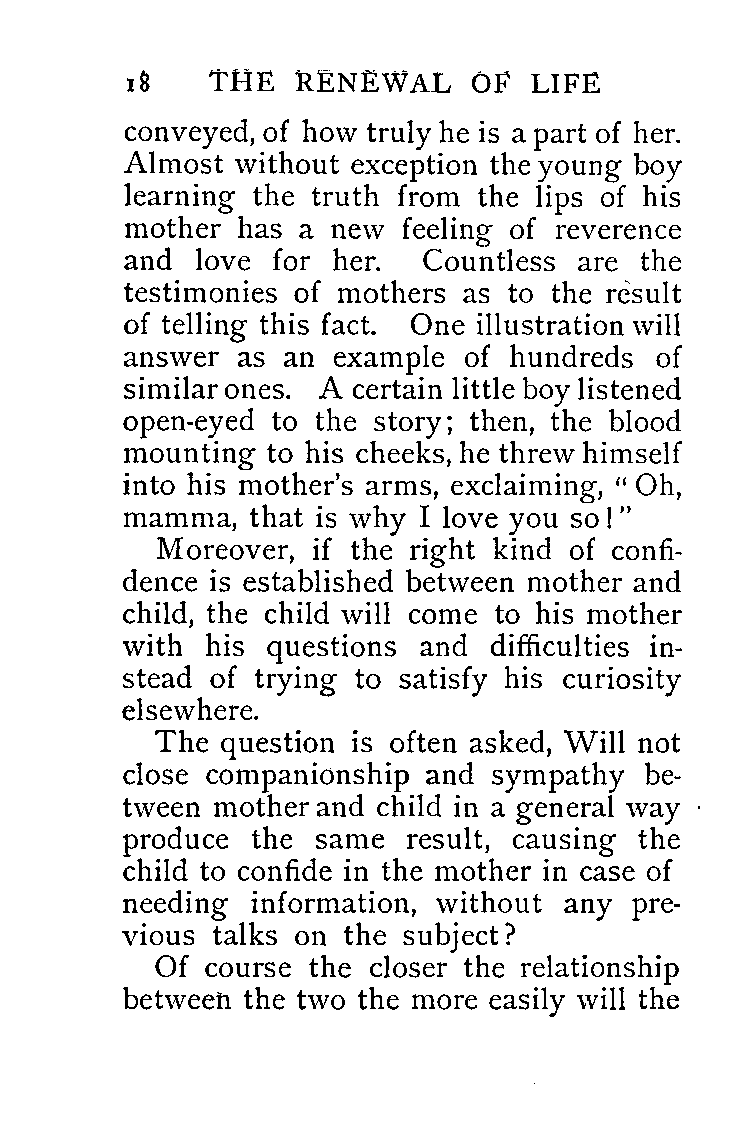 18 THE RENEWAL OF LIFE
conveyed, of how truly he is a part of her.
Almost without exception the young boy
learning the truth from the lips of his
mother has a new feeling of reverence
and love for her. Countless are the
testimonies of mothers as to the result
of telling this fact. One illustration will
answer as an example of hundreds of
similar ones. A certain little boy listened
open-eyed to the story; then, the blood
mounting to his cheeks, he threw himself
into his mother's arms, exclaiming, "Oh,
mamma, that is why I love you so!"
Moreover, if the right kind of confi-
dence is established between mother and
child, the child will come to his mother
with his questions and difficulties in-
stead of trying to satisfy his curiosity
elsewhere.
The question is often asked, Will not
close companionship and sympathy be-
tween mother and child in a general way
produce the same result, causing the
child to confide in the mother in case of
needing information, without any pre-
vious talks on the subject?
Of course the closer the relationship
between the two the more easily will the